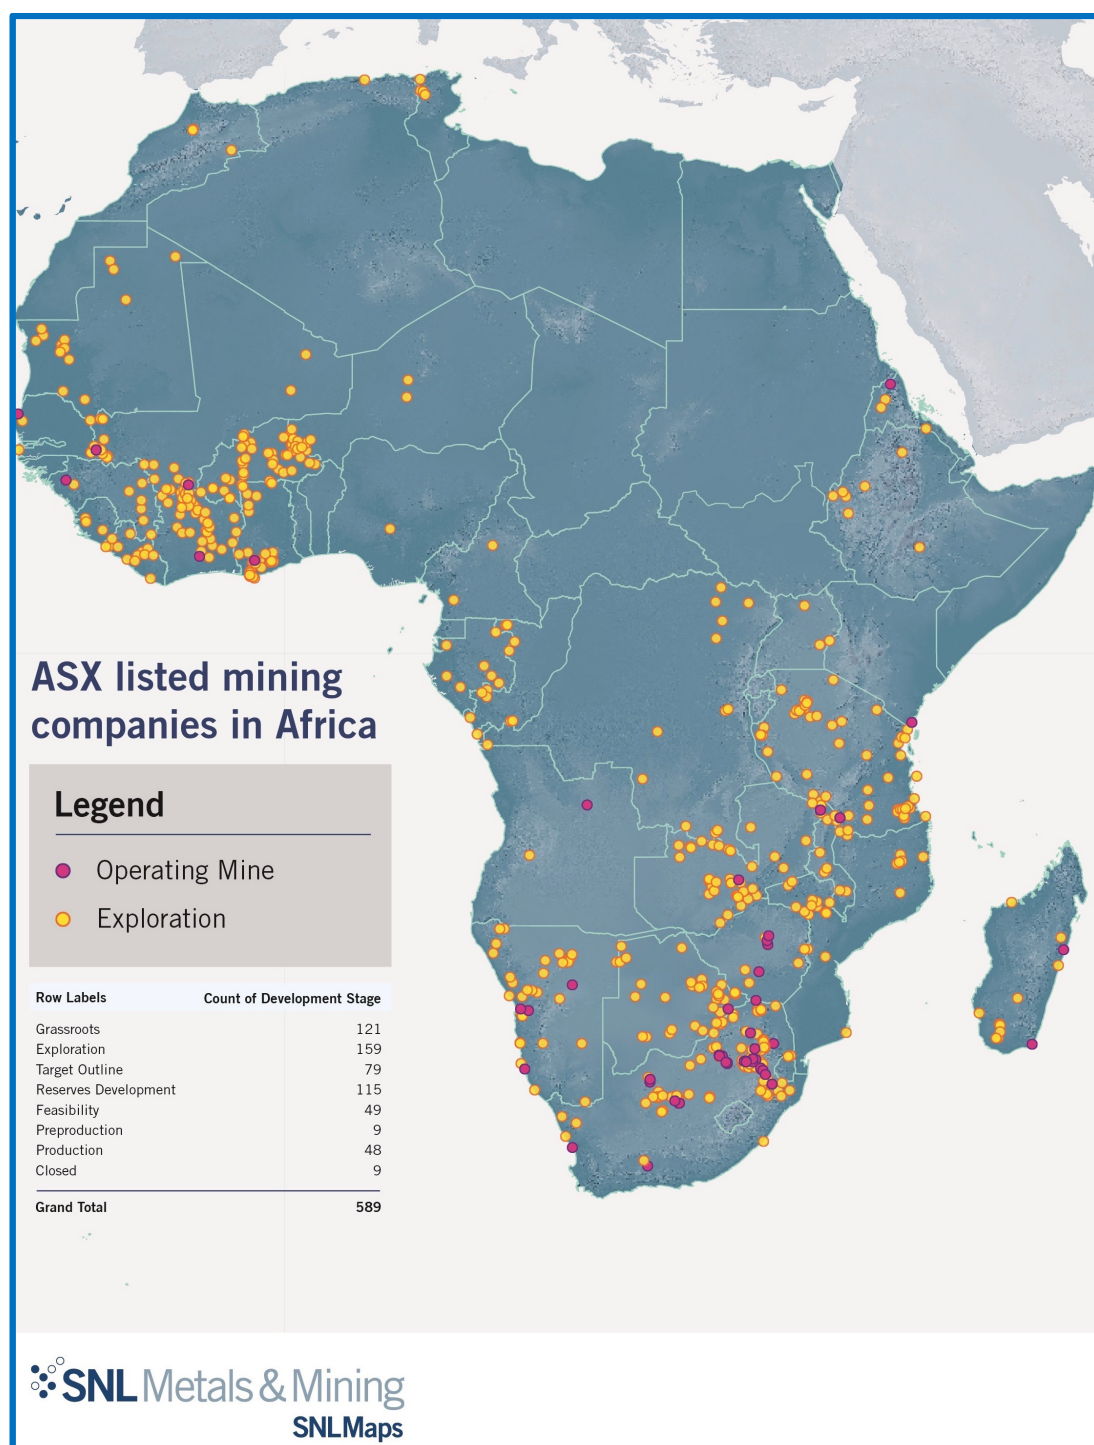 ASX listed mining
companies in Africa
Legend
Operating Mine
Exploration
Row Labels Count of Development Stage
Grassroots 121
Exploration 159
Target Outline 79
Reserves Development 115
Feasibility 49
Preproduction 9
Production 48
Closed 9
Grand Total 589
SNL Metals & Mining
SNLMaps